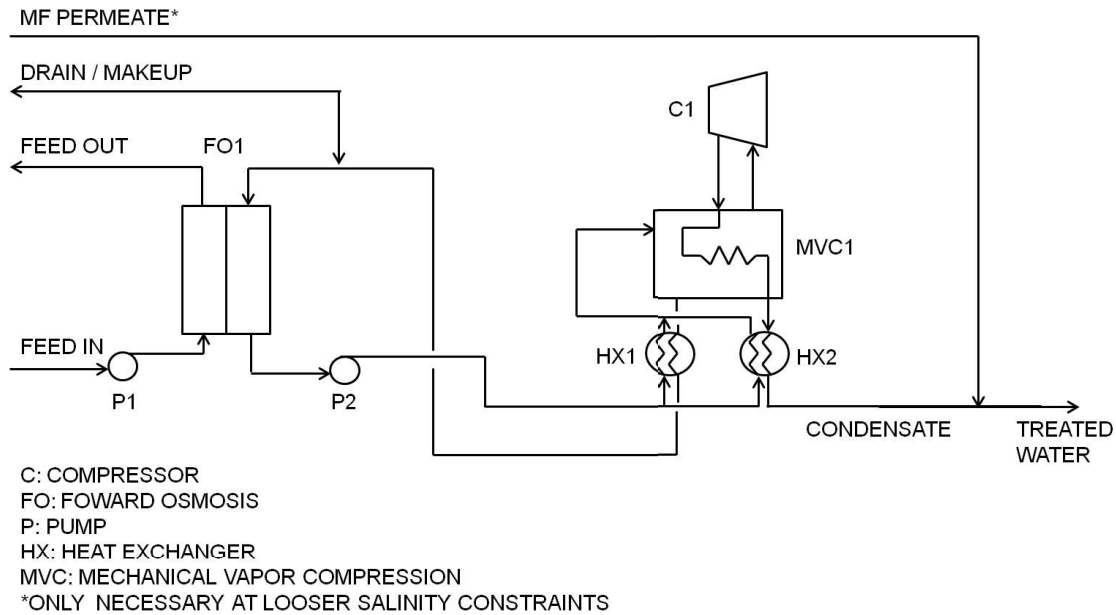 MF PERMEATE*
DRAIN / MAKEUP
FEED OUT
FO1
C1
MVC1
FEED IN
P1
P2
HX1
HX2
CONDENSATE
TREATED
WATER
C: COMPRESSOR
FO: FOWARD OSMOSIS
P: PUMP
HX: HEAT EXCHANGER
MVC: MECHANICAL VAPOR COMPRESSION
*ONLY NECESSARY AT LOOSER SALINITY CONSTRAINTS